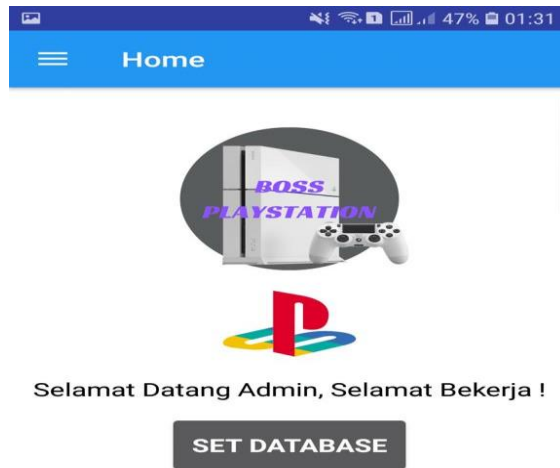 47% 01:31
Home
BOSS
PLAYSTATION
Selamat Datang Admin, Selamat Bekerja !
SET DATABASE